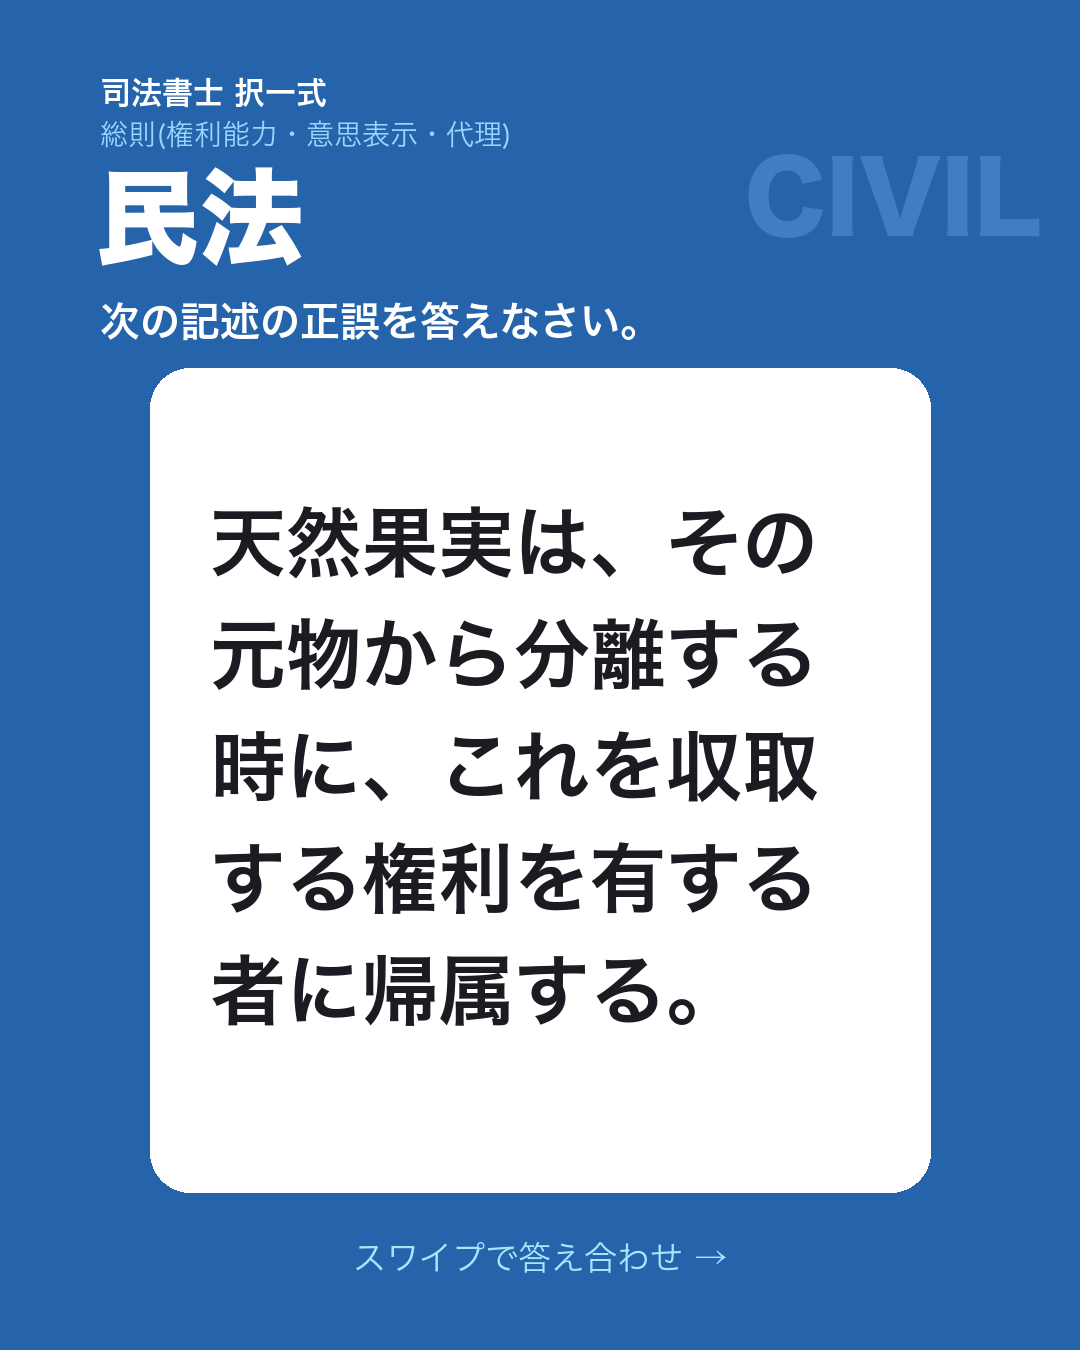 司法書士 択一式
総則(権利能力・意思表示・代理)
民法
CIVIL
次の記述の正誤を答えなさい。
天然果実は、その
元物から分離する
時に、これを収取
する権利を有する
者に帰属する。
スワイプで答え合わせ →